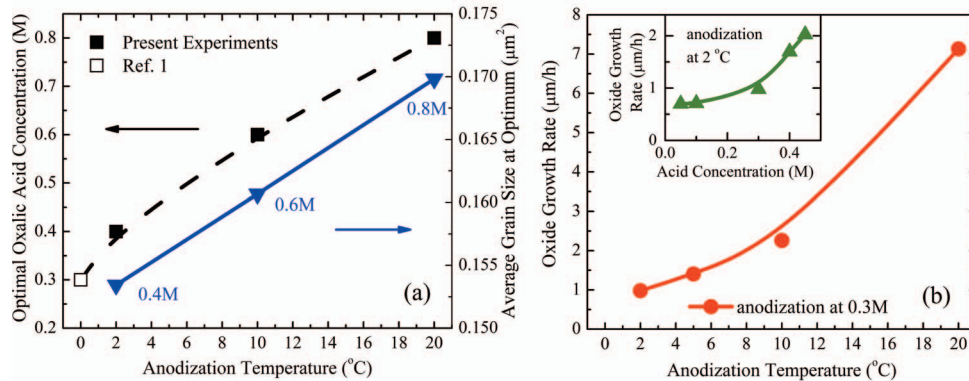 Optimal Oxalic Acid Concentration (M)
0.8
0.7
0.6
0.5
0.4
0.3
0.2
Present Experiments
Ref. 1
0.8M
0.6M
0.4M
(a)
0 2 4 6 8 10 12 14 16 18 20
Anodization Temperature (°C)
0.175
0.170
0.165
0.160
0.155
0.150
Average Grain Size at Optimum (μm²)
(b)
Oxide Growth Rate (μm/h)
8
7
6
5
4
3
2
1
0
Oxide Growth
Rate (μm/h)
2
1
0
anodization
at 2 °C
0.0 0.2 0.4
Acid Concentration (M)
anodization at 0.3M
0 2 4 6 8 10 12 14 16 18 20
Anodization Temperature (°C)